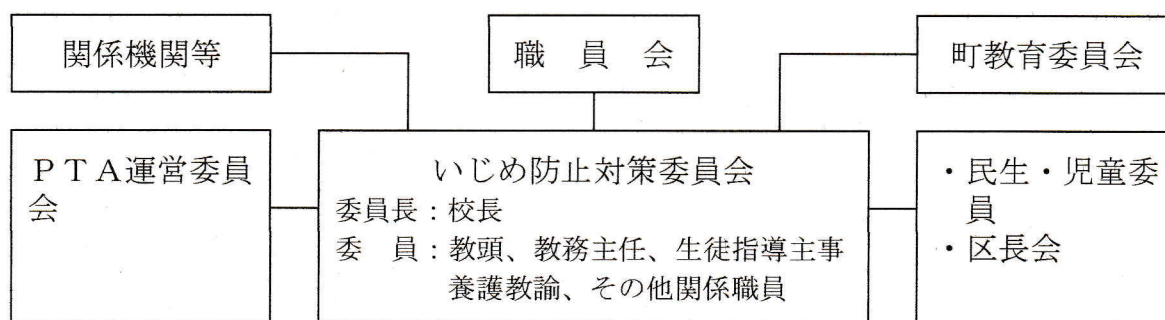 関係機関等
職　員　会
町教育委員会
ＰＴＡ運営委員
会
いじめ防止対策委員会
委員長：校長
委　員：教頭、教務主任、生徒指導主事
養護教諭、その他関係職員
・民生・児童委
員
・区長会